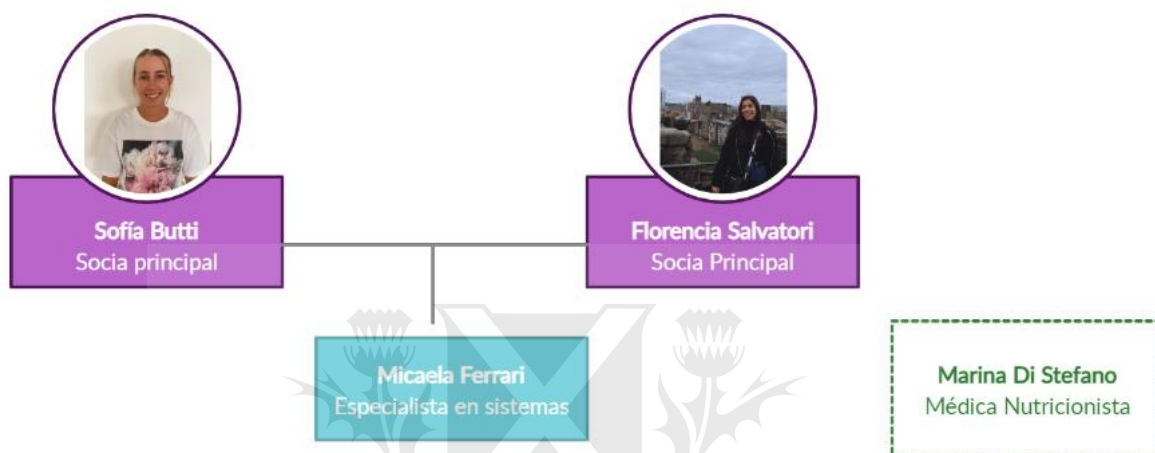 Sofía Butti
Socia principal
Florencia Salvatori
Socia Principal
Micaela Ferrari
Especialista en sistemas
Marina Di Stefano
Médica Nutricionista